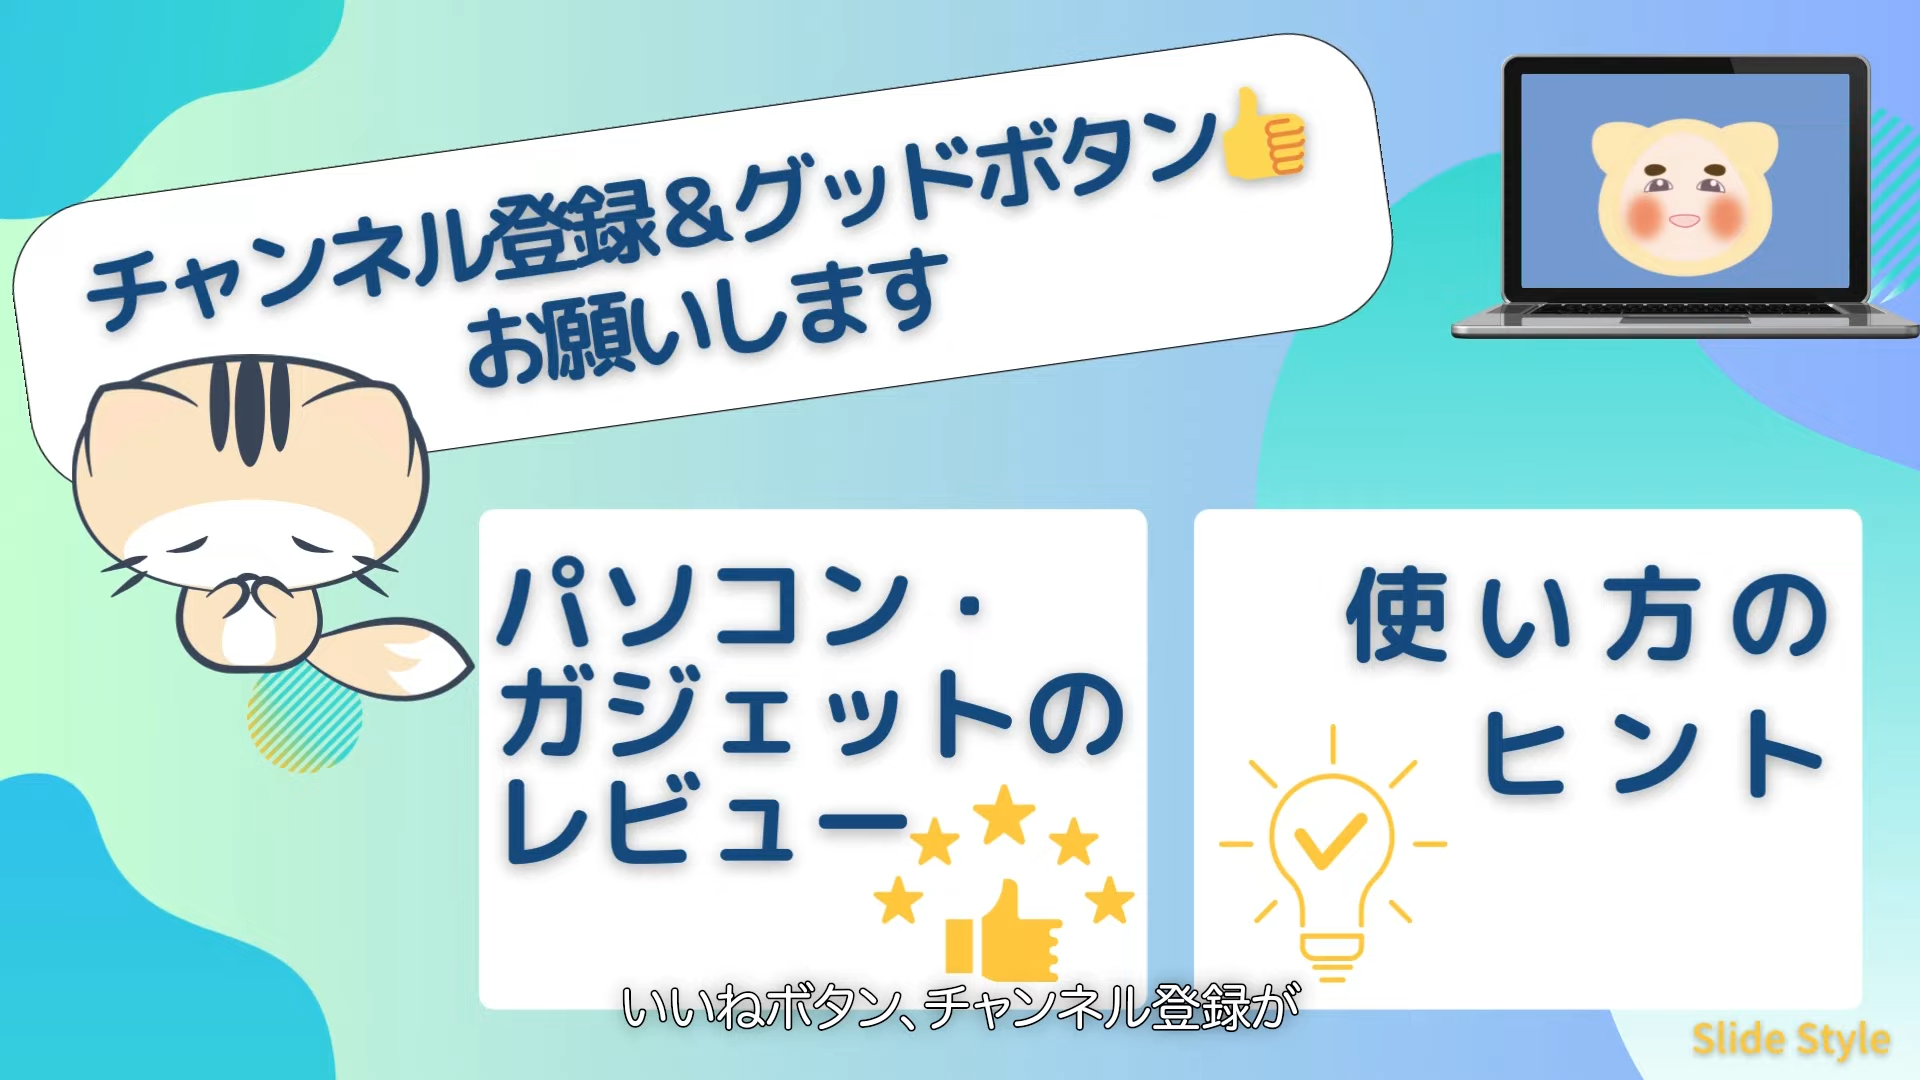 チャンネル登録&グッドボタン👍
お願いします
パソコン・
ガジェットの
レビュー
使い方の
ヒント
いいねボタン、チャンネル登録が
Slide Style